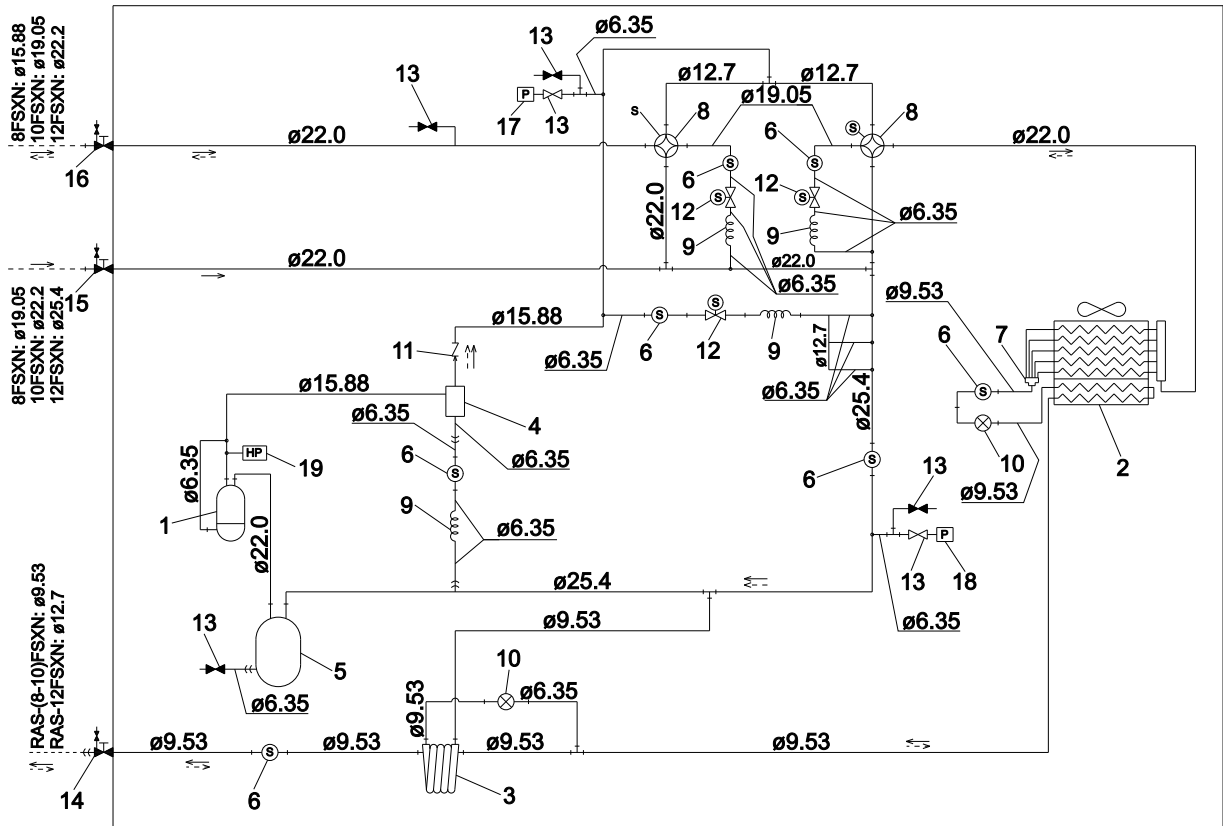 8FSXN: ø15.88
10FSXN: ø19.05
12FSXN: ø22.2
8FSXN: ø19.05
10FSXN: ø22.2
12FSXN: ø25.4
RAS-(8-10)FSXN: ø9.53
RAS-12FSXN: ø12.7
13
ø6.35
13
P
17
13
13
ø12.7
ø12.7
ø19.05
S
8
S
8
16
ø22.0
6
S
6
S
ø22.0
12
S
12
S
ø22.0
9
9
ø6.35
15
ø22.0
ø22.0
ø6.35
ø15.88
ø6.35
S
6
S
12
9
ø12.7
ø6.35
ø25.4
ø9.53
6
S
7
10
ø9.53
2
11
ø15.88
4
ø6.35
ø6.35
6
S
ø6.35
HP
19
1
ø22.0
9
ø6.35
S
6
13
13
P
18
ø6.35
ø25.4
ø9.53
13
5
ø6.35
10
ø6.35
ø9.53
14
ø9.53
S
6
ø9.53
ø9.53
3
ø9.53